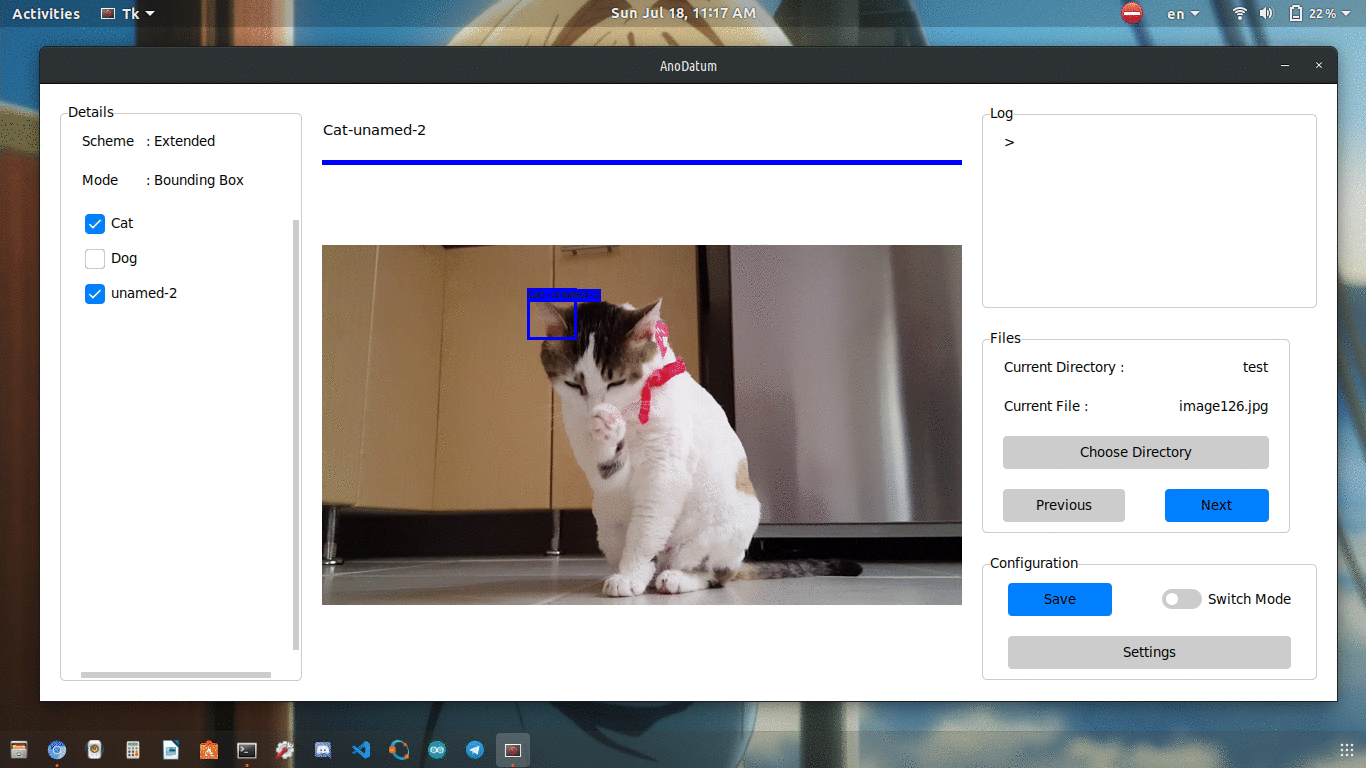 Activities
Tk
Sun Jul 18, 11:17 AM
en
22 %
AnoDatum
Details
Scheme : Extended
Mode : Bounding Box
Cat
Dog
unamed-2
Cat-unamed-2
Log
>
Files
Current Directory : test
Current File : image126.jpg
Choose Directory
Previous
Next
Configuration
Save
Switch Mode
Settings